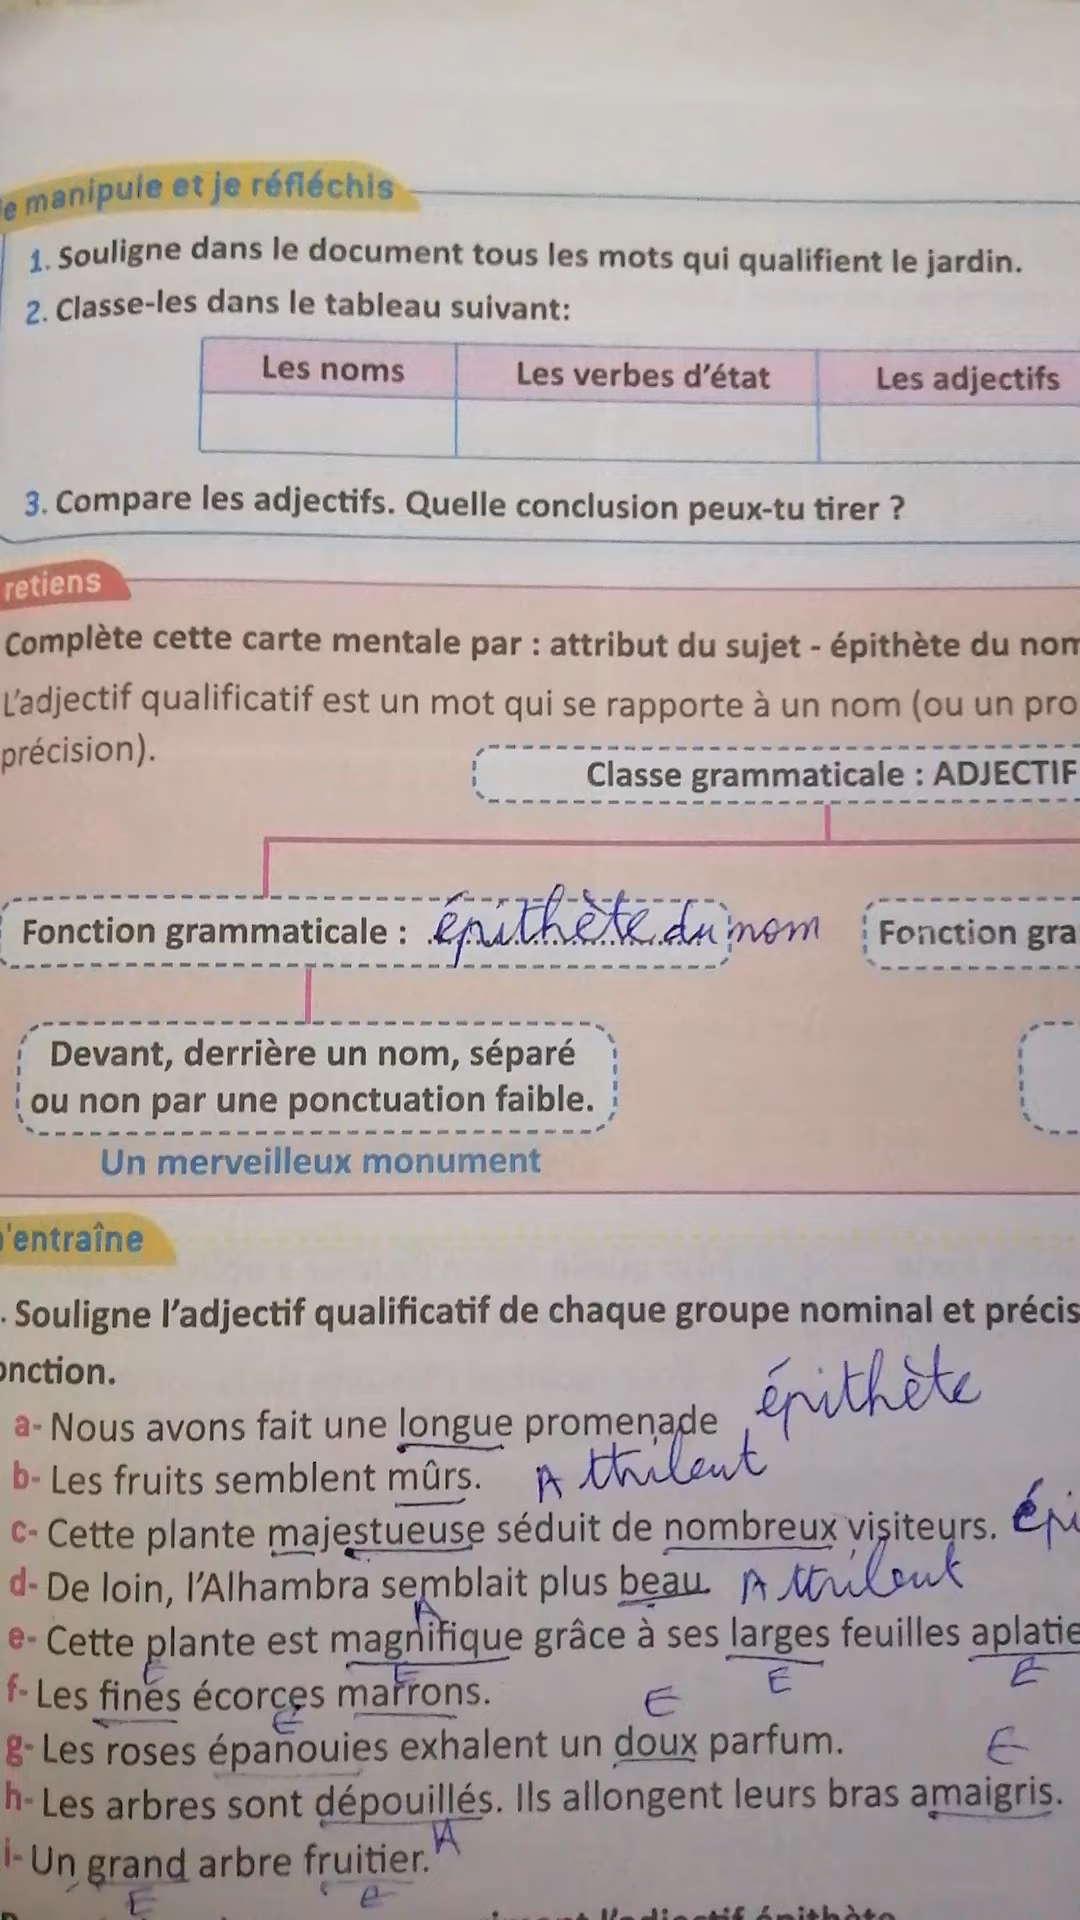 e manipule et je réfléchis
1. Souligne dans le document tous les mots qui qualifient le jardin.
2. Classe-les dans le tableau suivant:
Les noms Les verbes d'état Les adjectifs
3. Compare les adjectifs. Quelle conclusion peux-tu tirer ?
retiens
Complète cette carte mentale par : attribut du sujet - épithète du nom
L'adjectif qualificatif est un mot qui se rapporte à un nom (ou un pro
précision).
Classe grammaticale : ADJECTIF
Fonction grammaticale : épithète du nom Fonction gra
Devant, derrière un nom, séparé
ou non par une ponctuation faible.
Un merveilleux monument
'entraîne
. Souligne l'adjectif qualificatif de chaque groupe nominal et précis
onction.
a- Nous avons fait une longue promenade épithète
b- Les fruits semblent mûrs. Attribut
c- Cette plante majestueuse séduit de nombreux visiteurs. épi
d- De loin, l'Alhambra semblait plus beau. Attribut
A
e- Cette plante est magnifique grâce à ses larges feuilles aplatie
E E E E
f- Les fines écorces marrons.
E E E
g- Les roses épanouies exhalent un doux parfum.
h- Les arbres sont dépouillés. Ils allongent leurs bras amaigris.
A
i- Un grand arbre fruitier.
E e
l'adjectif épithète